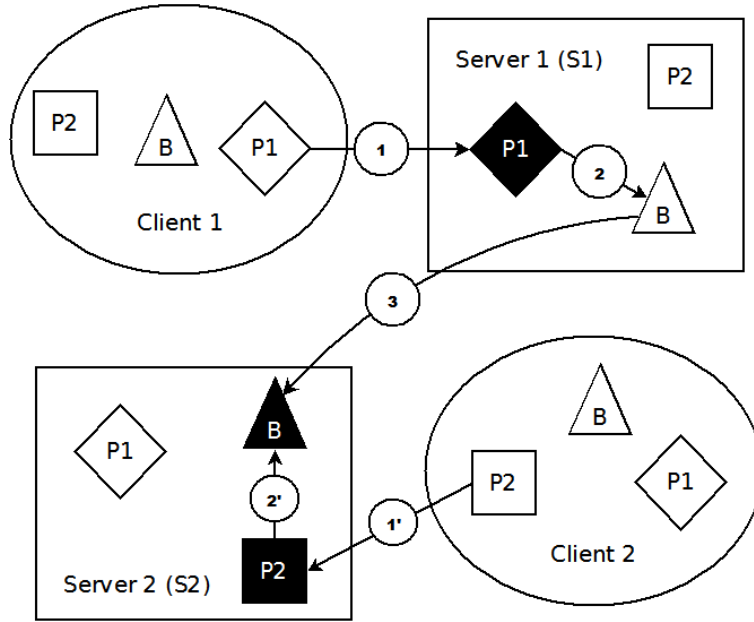 Server 1 (S1)
P2
P2
B
P1
1
P1
2
B
Client 1
3
B
B
P1
P2
P1
2'
1'
P2
Server 2 (S2)
Client 2